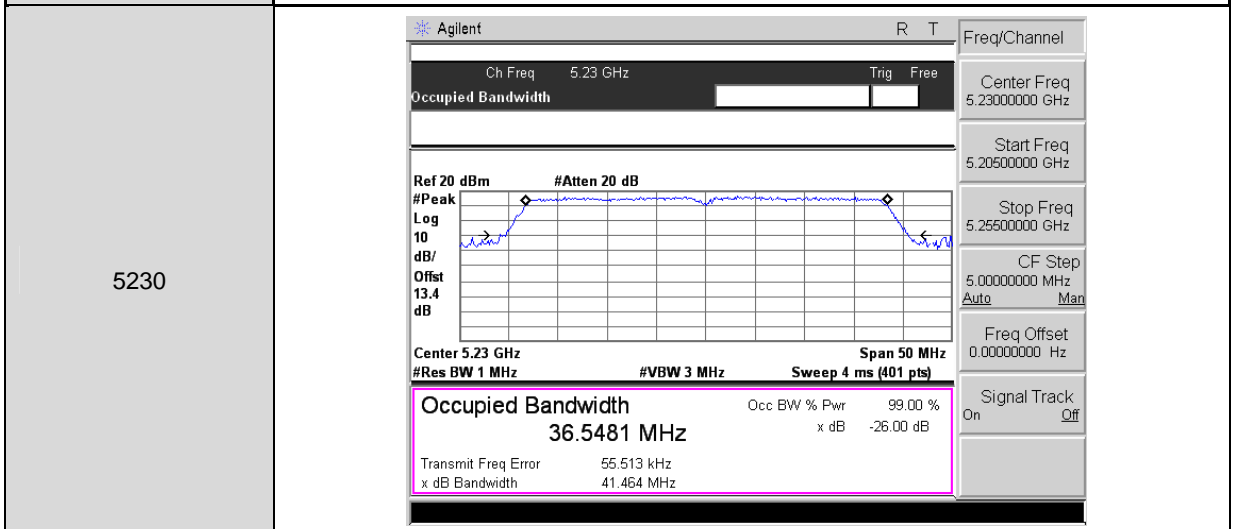 5230
Agilent R T
Ch Freq 5.23 GHz Trig Free
Occupied Bandwidth
Ref 20 dBm #Atten 20 dB
#Peak
Log
10
dB/
Offst
13.4
dB
Center 5.23 GHz Span 50 MHz
#Res BW 1 MHz #VBW 3 MHz Sweep 4 ms (401 pts)
Occupied Bandwidth
36.5481 MHz
Occ BW % Pwr 99.00 %
x dB -26.00 dB
Transmit Freq Error 55.513 kHz
x dB Bandwidth 41.464 MHz
Freq/Channel
Center Freq
5.23000000 GHz
Start Freq
5.20500000 GHz
Stop Freq
5.25500000 GHz
CF Step
5.00000000 MHz
Auto Man
Freq Offset
0.00000000 Hz
Signal Track
On Off